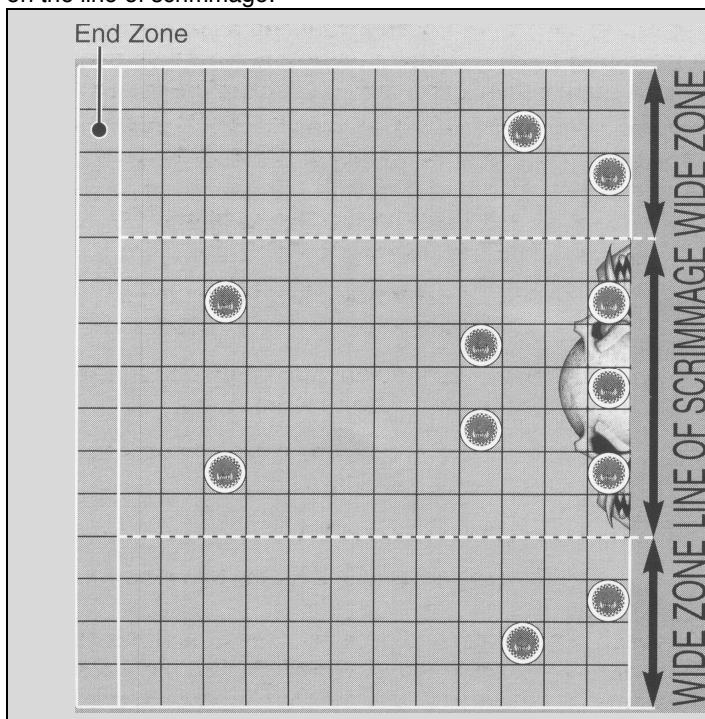 on the line of scrimmage.
End Zone
WIDE ZONE
LINE OF SCRIMMAGE
WIDE ZONE